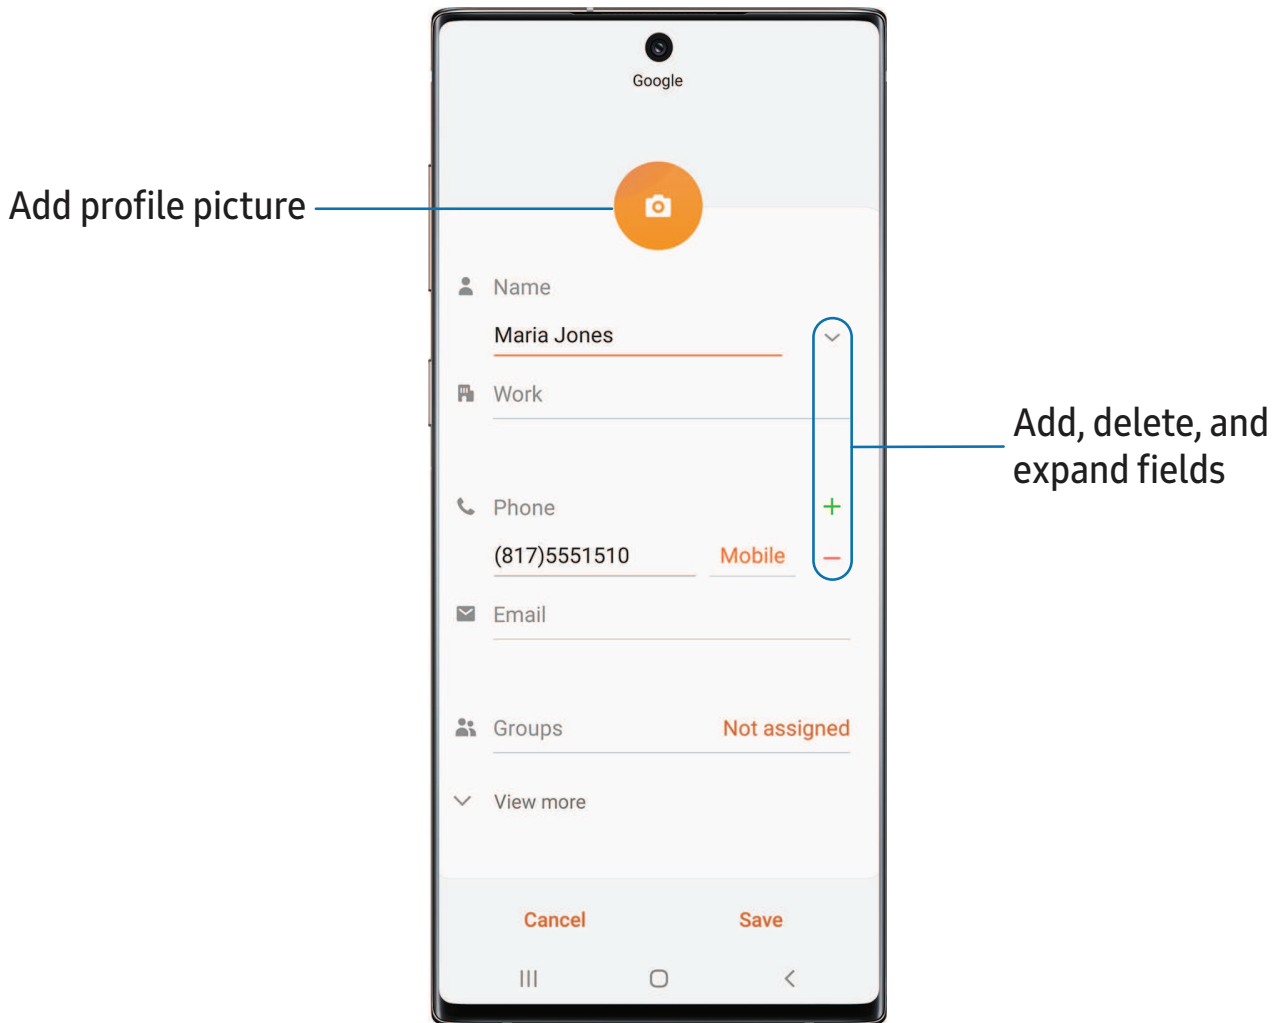 Google
Add profile picture
Name
Maria Jones
Work
Add, delete, and
expand fields
Phone
(817)5551510 Mobile
Email
Groups Not assigned
View more
Cancel Save